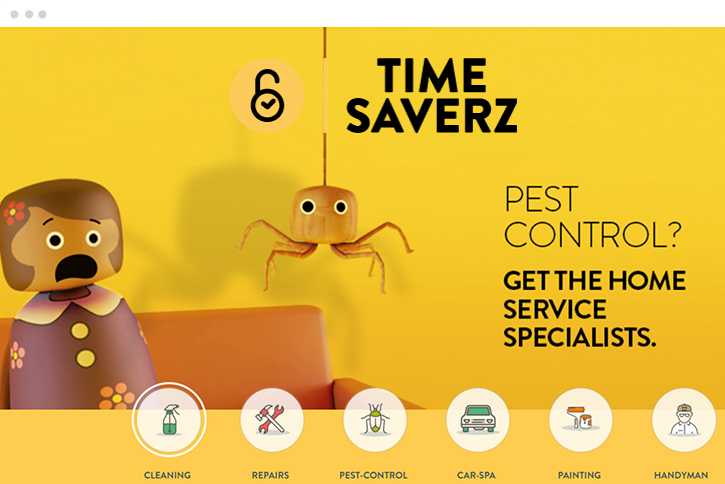 TIME
SAVERZ
PEST
CONTROL?
GET THE HOME
SERVICE
SPECIALISTS.
CLEANING
REPAIRS
PEST-CONTROL
CAR-SPA
PAINTING
HANDYMAN